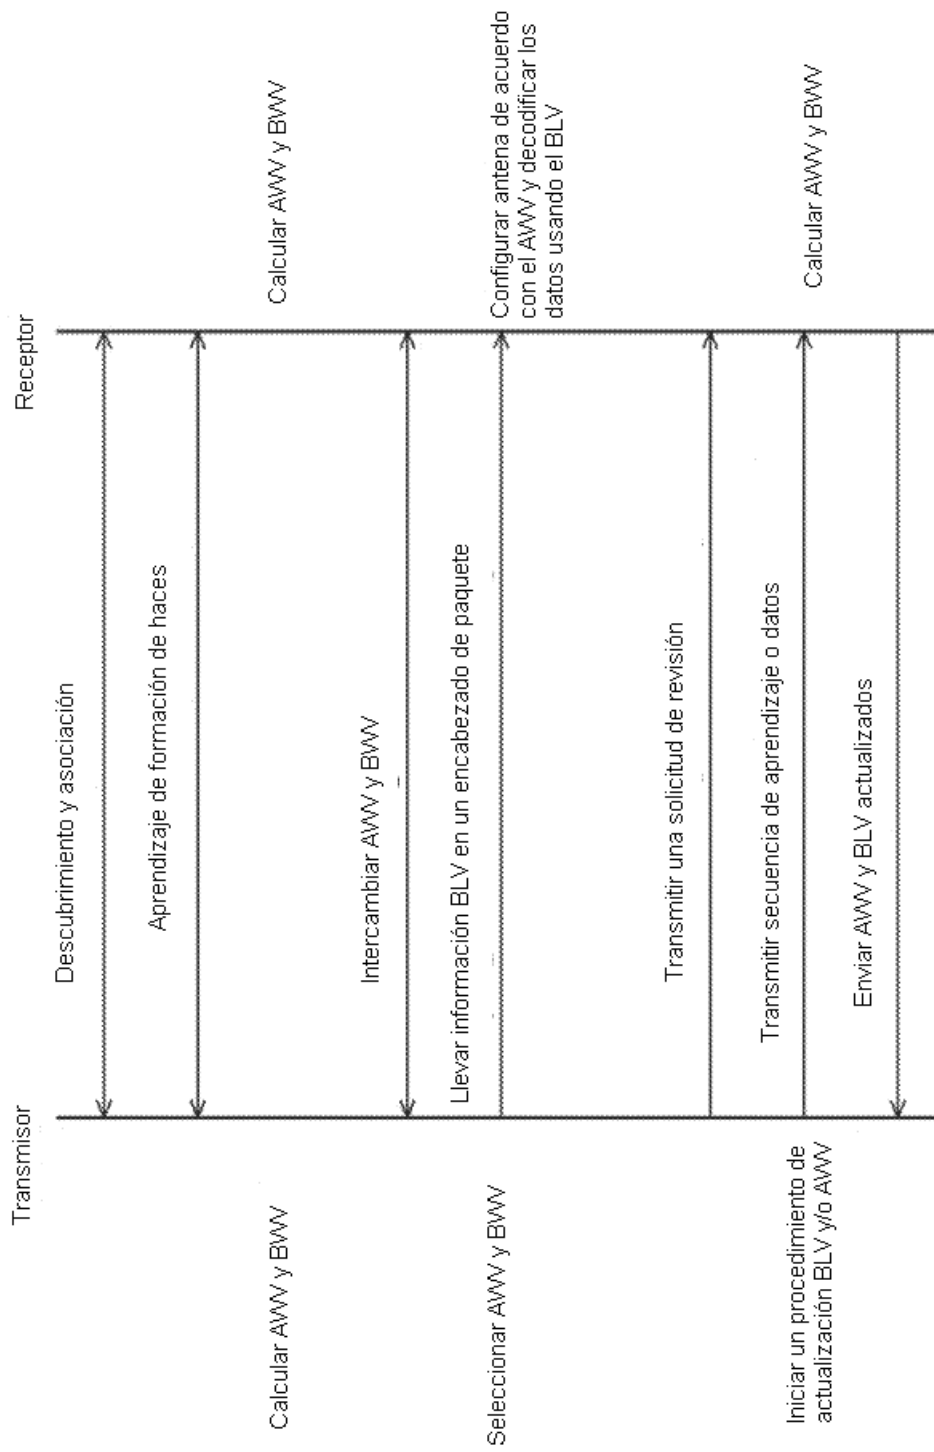 Transmisor
Receptor
Descubrimiento y asociación
Aprendizaje de formación de haces
Calcular AWV y BWV
Calcular AWV y BWV
Intercambiar AWV y BWV
Seleccionar AWV y BWV
Llevar información BLV en un encabezado de paquete
Configurar antena de acuerdo
con el AWV y decodificar los
datos usando el BLV
Transmitir una solicitud de revisión
Transmitir secuencia de aprendizaje o datos
Iniciar un procedimiento de
actualización BLV y/o AWV
Calcular AWV y BWV
Enviar AWV y BLV actualizados